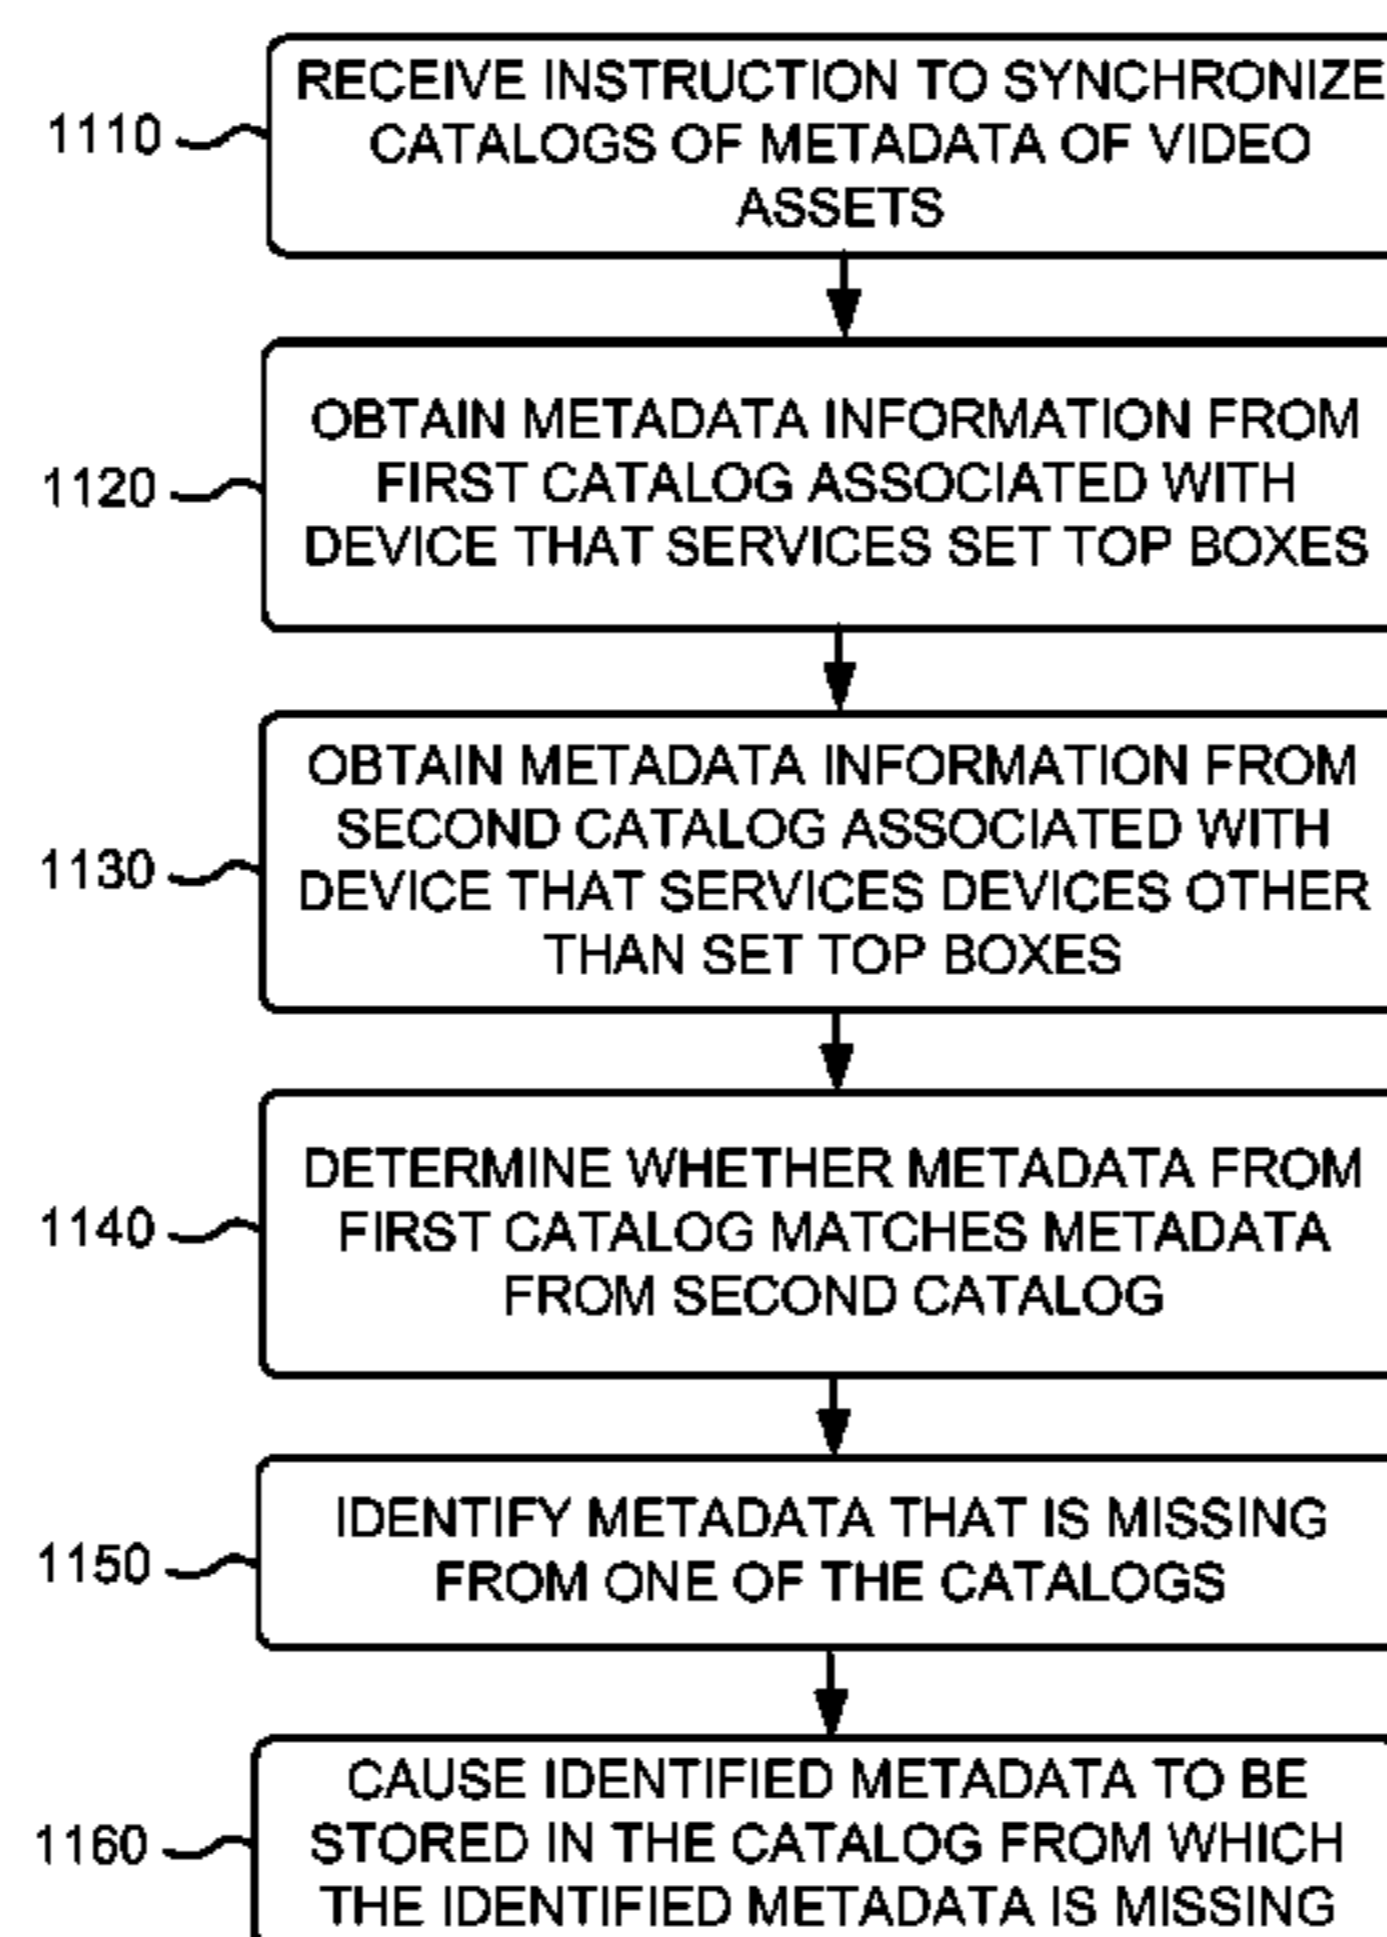 1110
RECEIVE INSTRUCTION TO SYNCHRONIZE
CATALOGS OF METADATA OF VIDEO
ASSETS
1120
OBTAIN METADATA INFORMATION FROM
FIRST CATALOG ASSOCIATED WITH
DEVICE THAT SERVICES SET TOP BOXES
1130
OBTAIN METADATA INFORMATION FROM
SECOND CATALOG ASSOCIATED WITH
DEVICE THAT SERVICES DEVICES OTHER
THAN SET TOP BOXES
1140
DETERMINE WHETHER METADATA FROM
FIRST CATALOG MATCHES METADATA
FROM SECOND CATALOG
1150
IDENTIFY METADATA THAT IS MISSING
FROM ONE OF THE CATALOGS
1160
CAUSE IDENTIFIED METADATA TO BE
STORED IN THE CATALOG FROM WHICH
THE IDENTIFIED METADATA IS MISSING